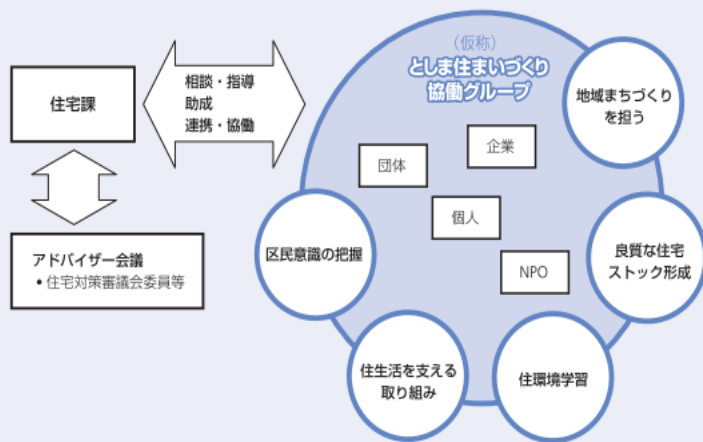 住宅課
相談・指導
助成
連携・協働
アドバイザー会議
• 住宅対策審議会委員等
(仮称)
としま住まいづくり
協働グループ
団体
企業
個人
NPO
地域まちづくり
を担う
良質な住宅
ストック形成
住環境学習
住生活を支える
取り組み
区民意識の把握